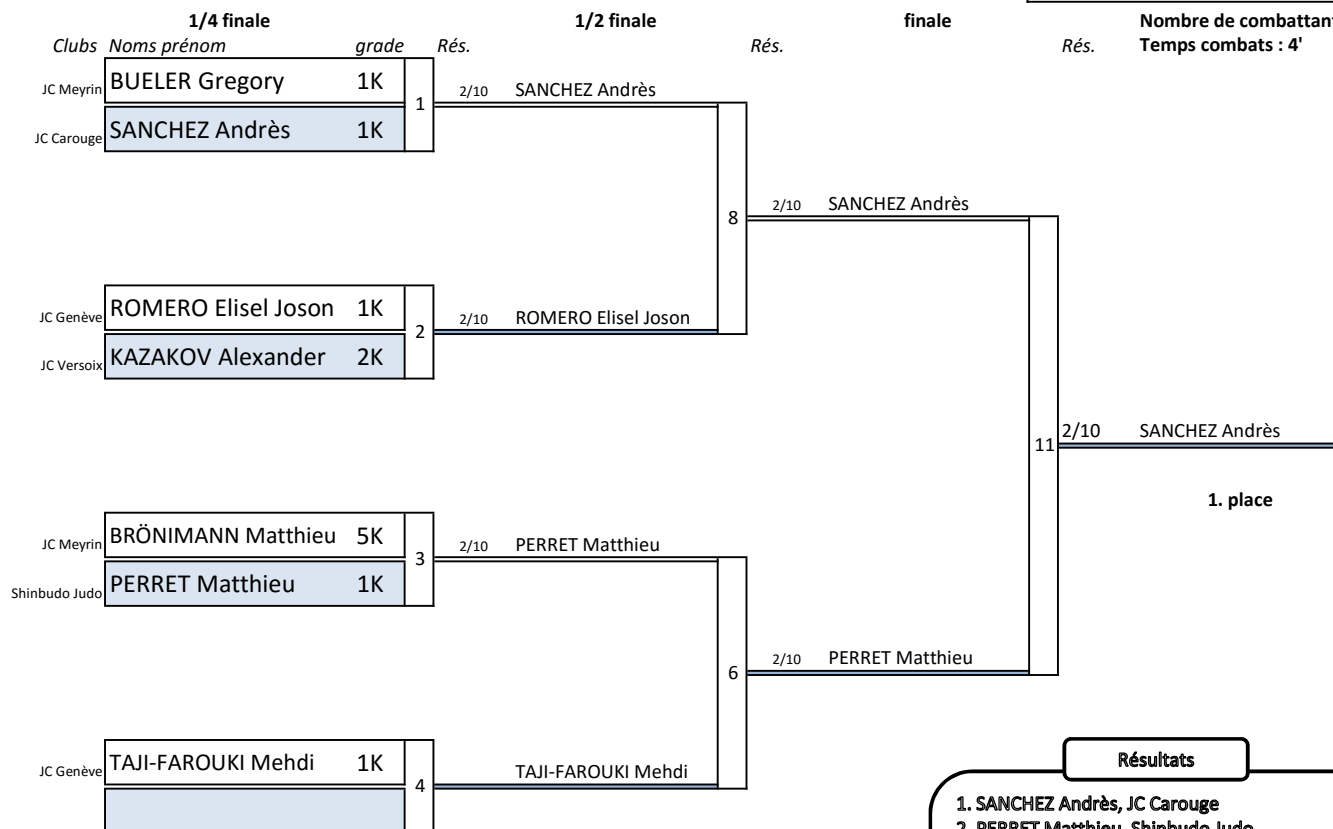 1/4 finale 1/2 finale finale Nombre de combattant
Clubs Noms prénom grade Rés. Rés. Rés. Temps combats : 4'
JC Meyrin BUELER Gregory 1K 2/10 SANCHEZ Andrès
1
JC Carouge SANCHEZ Andrès 1K
2/10 SANCHEZ Andrès
8
JC Genève ROMERO Elisel Joson 1K 2/10 ROMERO Elisel Joson
2
JC Versoix KAZAKOV Alexander 2K
2/10 SANCHEZ Andrès
11
1. place
JC Meyrin BRÖNIMANN Matthieu 5K 2/10 PERRET Matthieu
3
Shinbudo Judo PERRET Matthieu 1K
2/10 PERRET Matthieu
6
JC Genève TAJI-FAROUKI Mehdi 1K TAJI-FAROUKI Mehdi
4
Résultats
1. SANCHEZ Andrès, JC Carouge
2. PERRET Matthieu, Shinbudo Judo